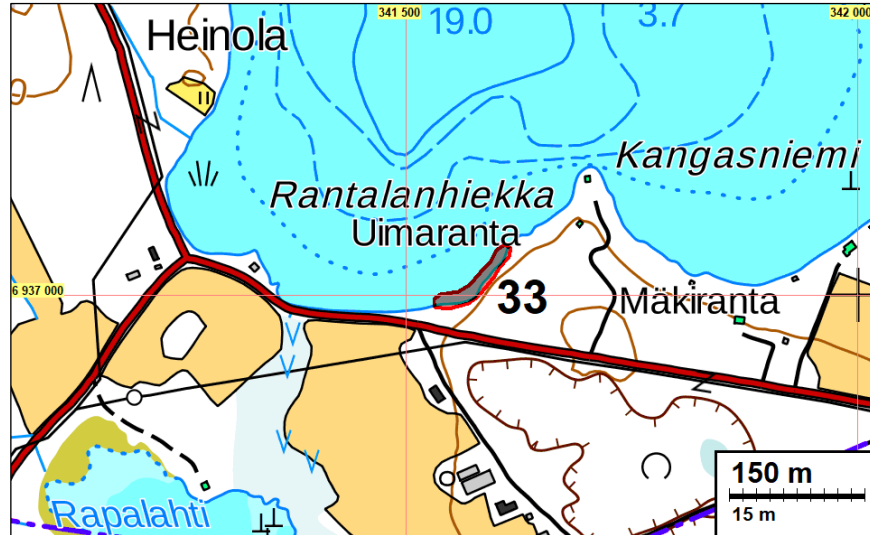 341 500
342 000
Heinola
19.0
3.7
Kangasniemi
Rantalanhiekka
Uimaranta
6 937 000
33
Mäkiranta
150 m
15 m
Rapalahti